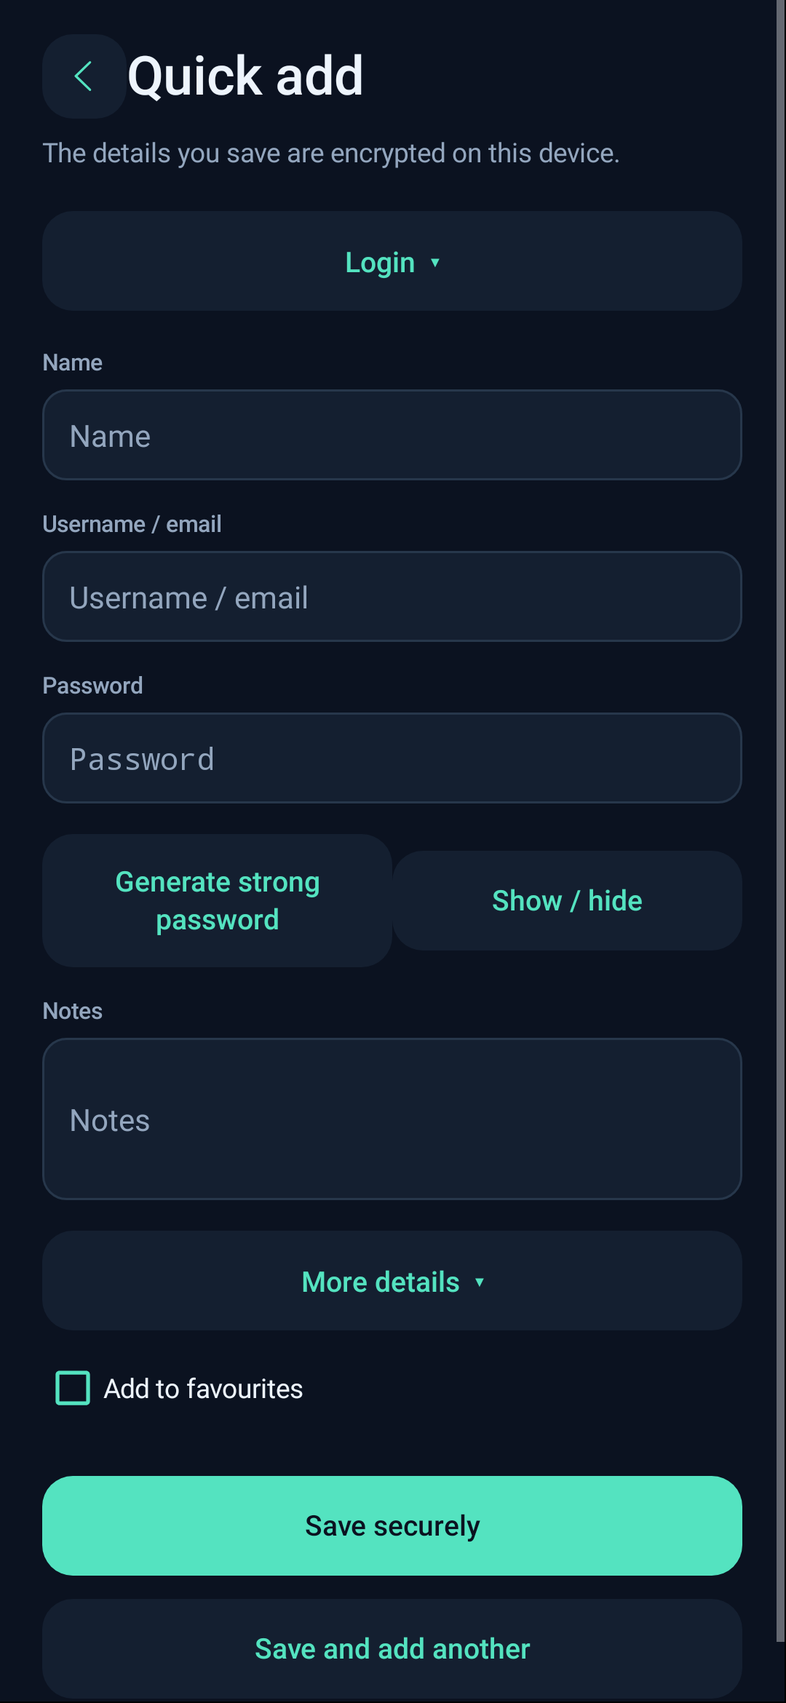 Quick add
The details you save are encrypted on this device.
Login ▼
Name
Name
Username / email
Username / email
Password
Password
Generate strong
password
Show / hide
Notes
Notes
More details ▼
Add to favourites
Save securely
Save and add another